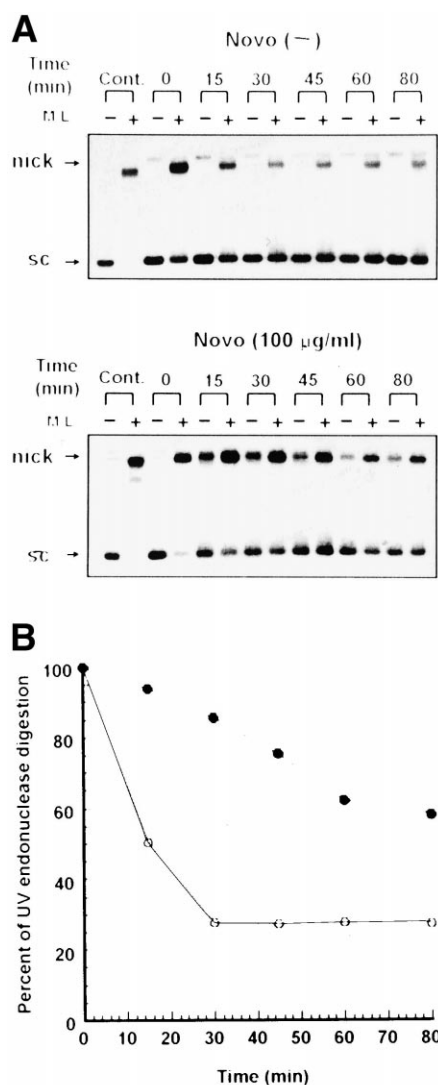 A
Novo (—)
Time (min) Cont. 0 15 30 45 60 80
ML − + − + − + − + − + − + − +
nick →
sc →
Novo (100 μg/ml)
Time (min) Cont. 0 15 30 45 60 80
ML − + − + − + − + − + − + − +
nick →
sc →
B
Percent of UV endonuclease digestion
100
80
60
40
20
0
0 10 20 30 40 50 60 70 80
Time (min)